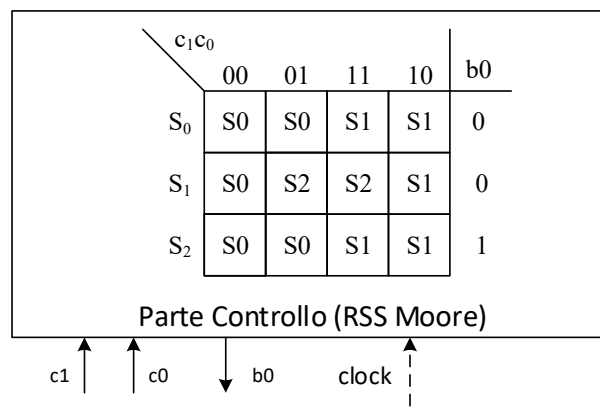 c1c0
00 01 11 10 b0
S0 S0 S0 S1 S1 0
S1 S0 S2 S2 S1 0
S2 S0 S0 S1 S1 1
Parte Controllo (RSS Moore)
c1 c0 b0 clock